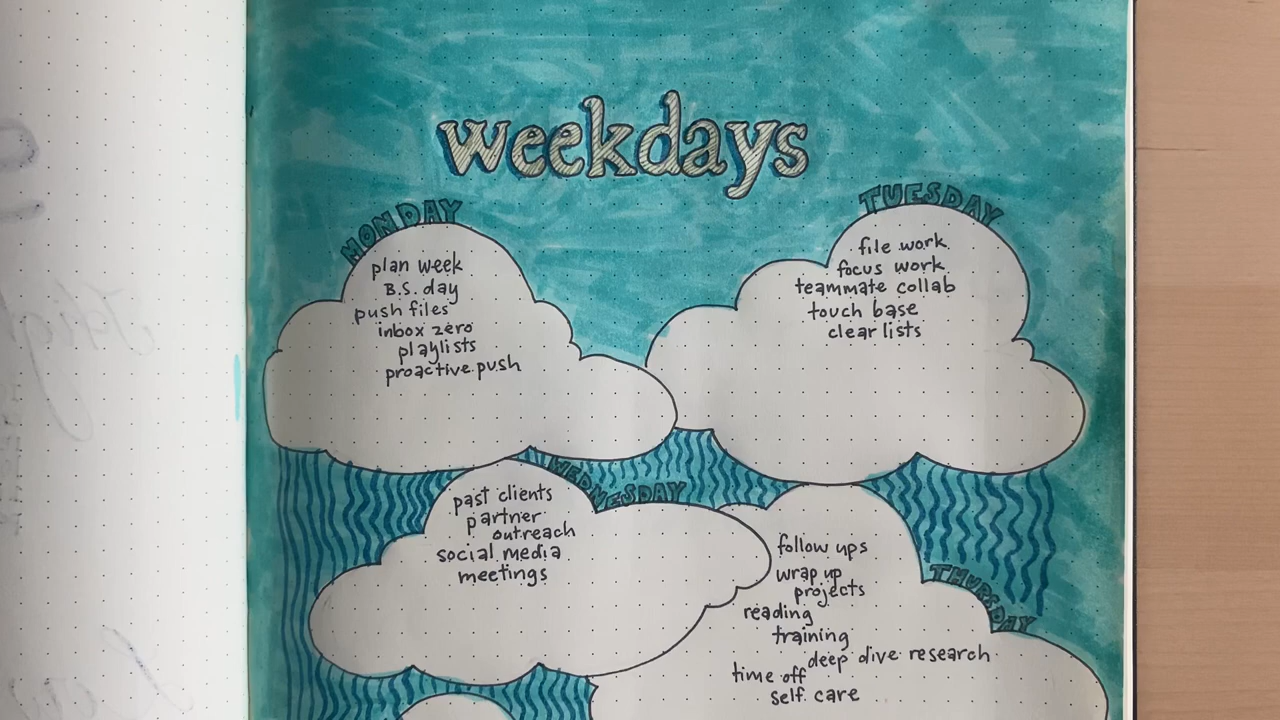 weekdays
MONDAY
plan week
B.S. day
push files
inbox zero
playlists
proactive push
TUESDAY
file work
focus work
teammate collab
touch base
clear lists
WEDNESDAY
past clients
partner
outreach
social media
meetings
THURSDAY
follow ups
wrap up
projects
reading
training
deep dive research
time off
self care